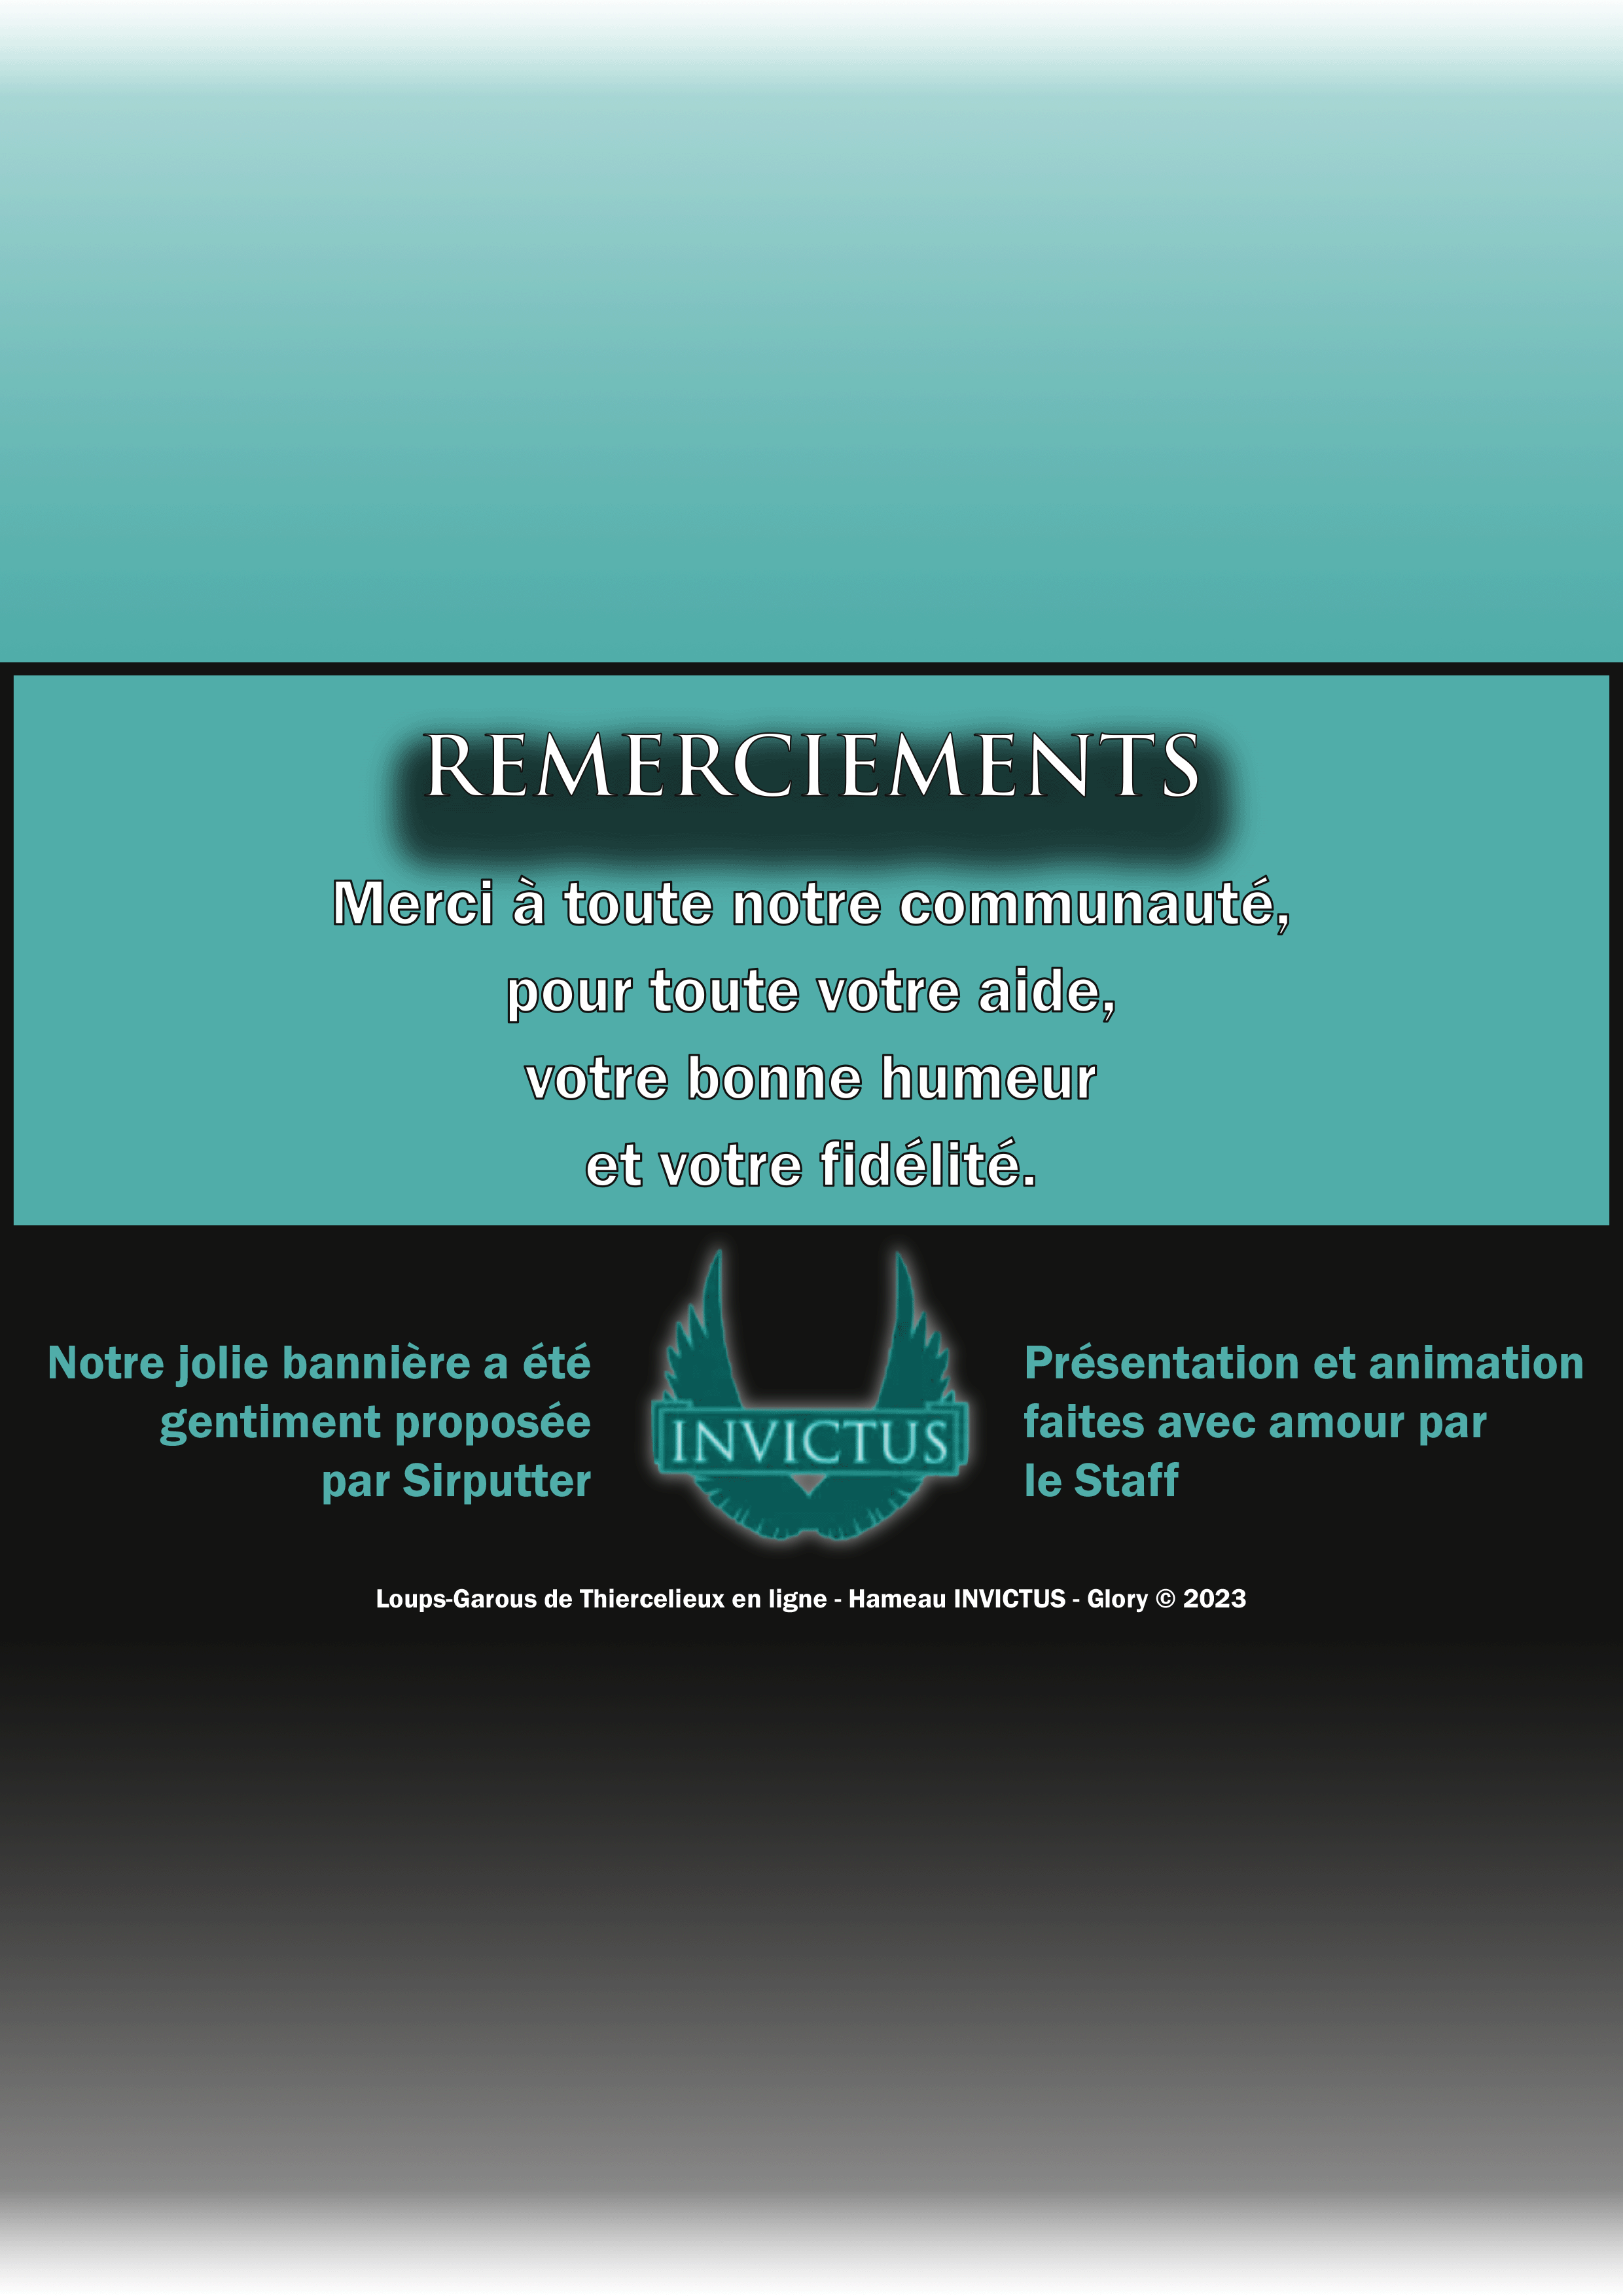 REMERCIEMENTS
Merci à toute notre communauté,
pour toute votre aide,
votre bonne humeur
et votre fidélité.
Notre jolie bannière a été
gentiment proposée
par Sirputter
INVICTUS
Présentation et animation
faites avec amour par
le Staff
Loups-Garous de Thiercelieux en ligne - Hameau INVICTUS - Glory © 2023